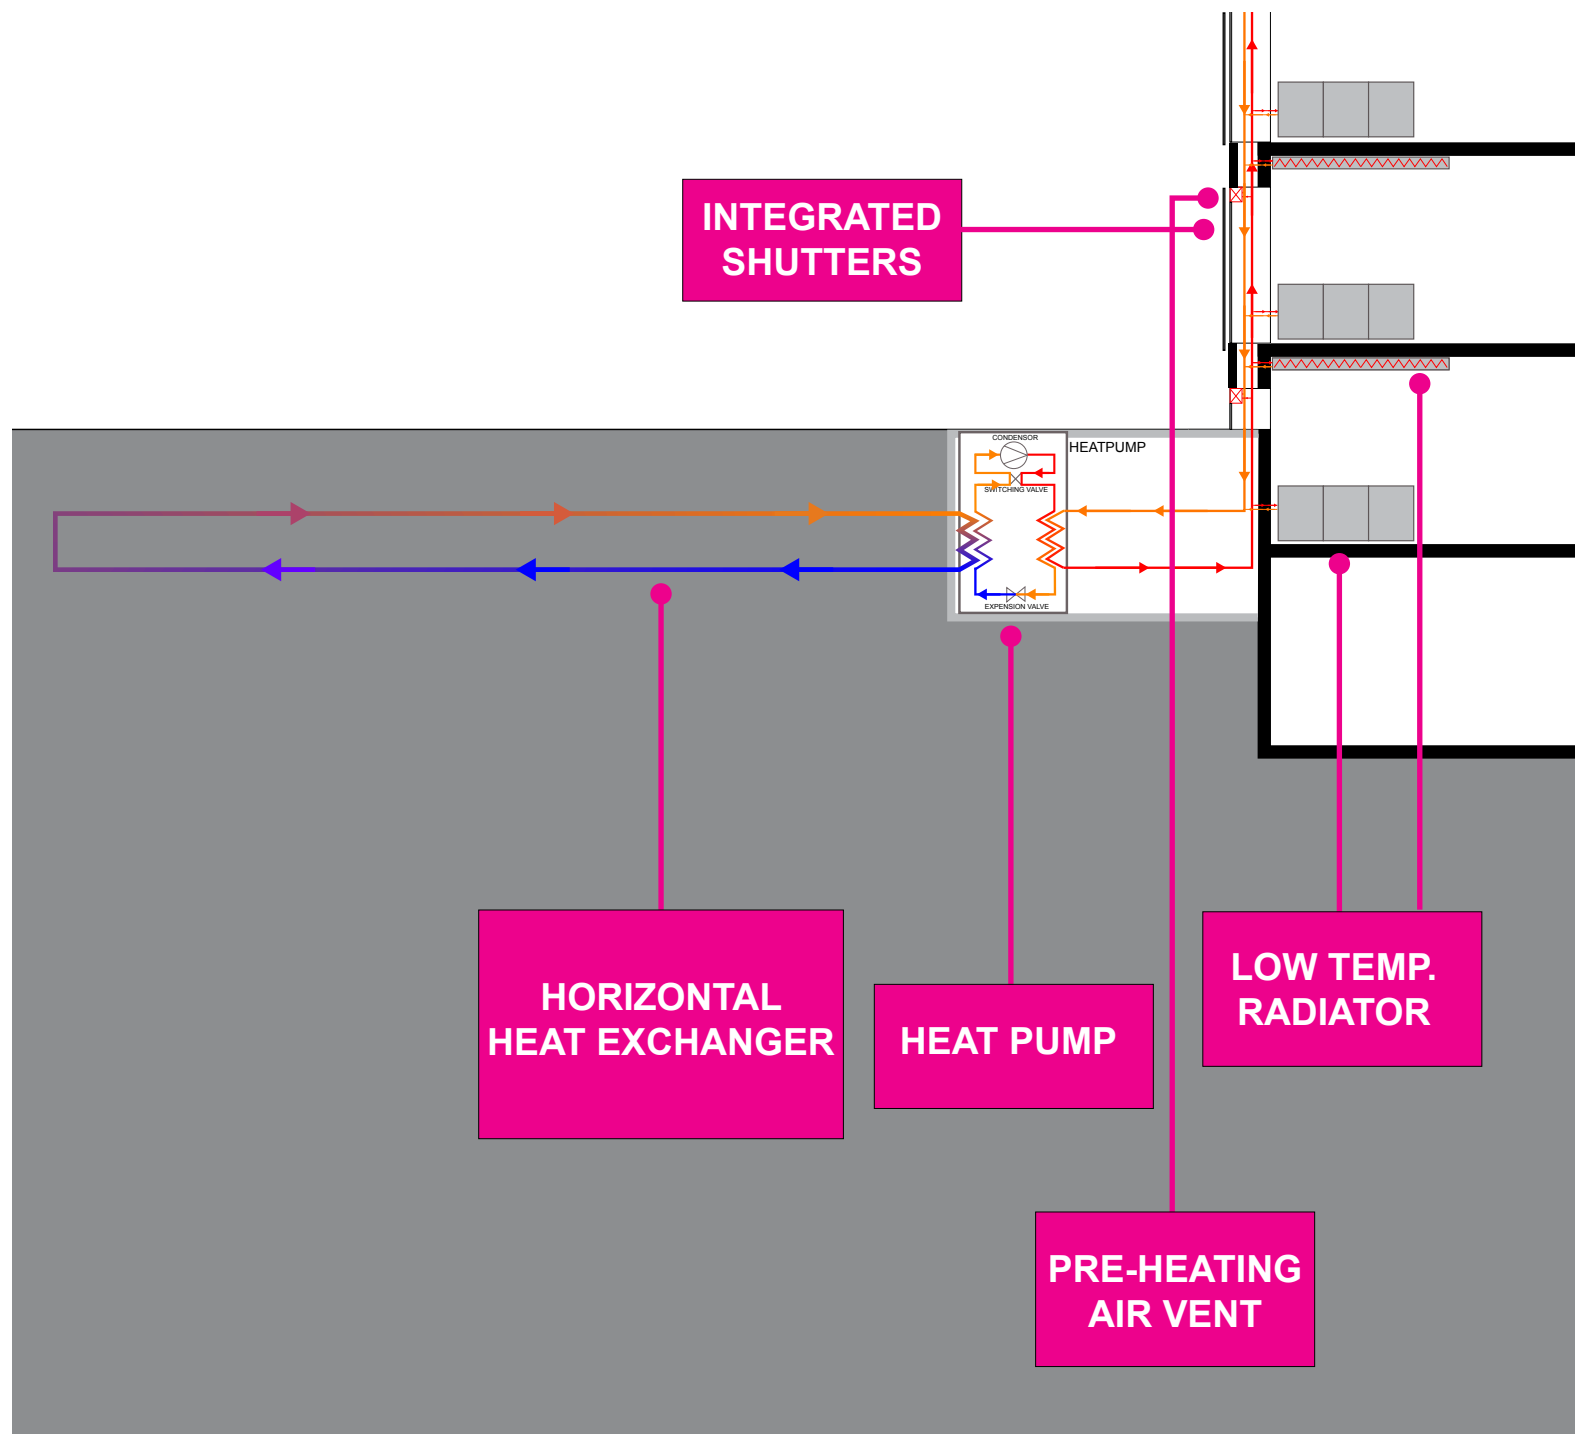 INTEGRATED
SHUTTERS
CONDENSOR
HEATPUMP
SWITCHING VALVE
EXPENSION VALVE
HORIZONTAL
HEAT EXCHANGER
HEAT PUMP
LOW TEMP.
RADIATOR
PRE-HEATING
AIR VENT